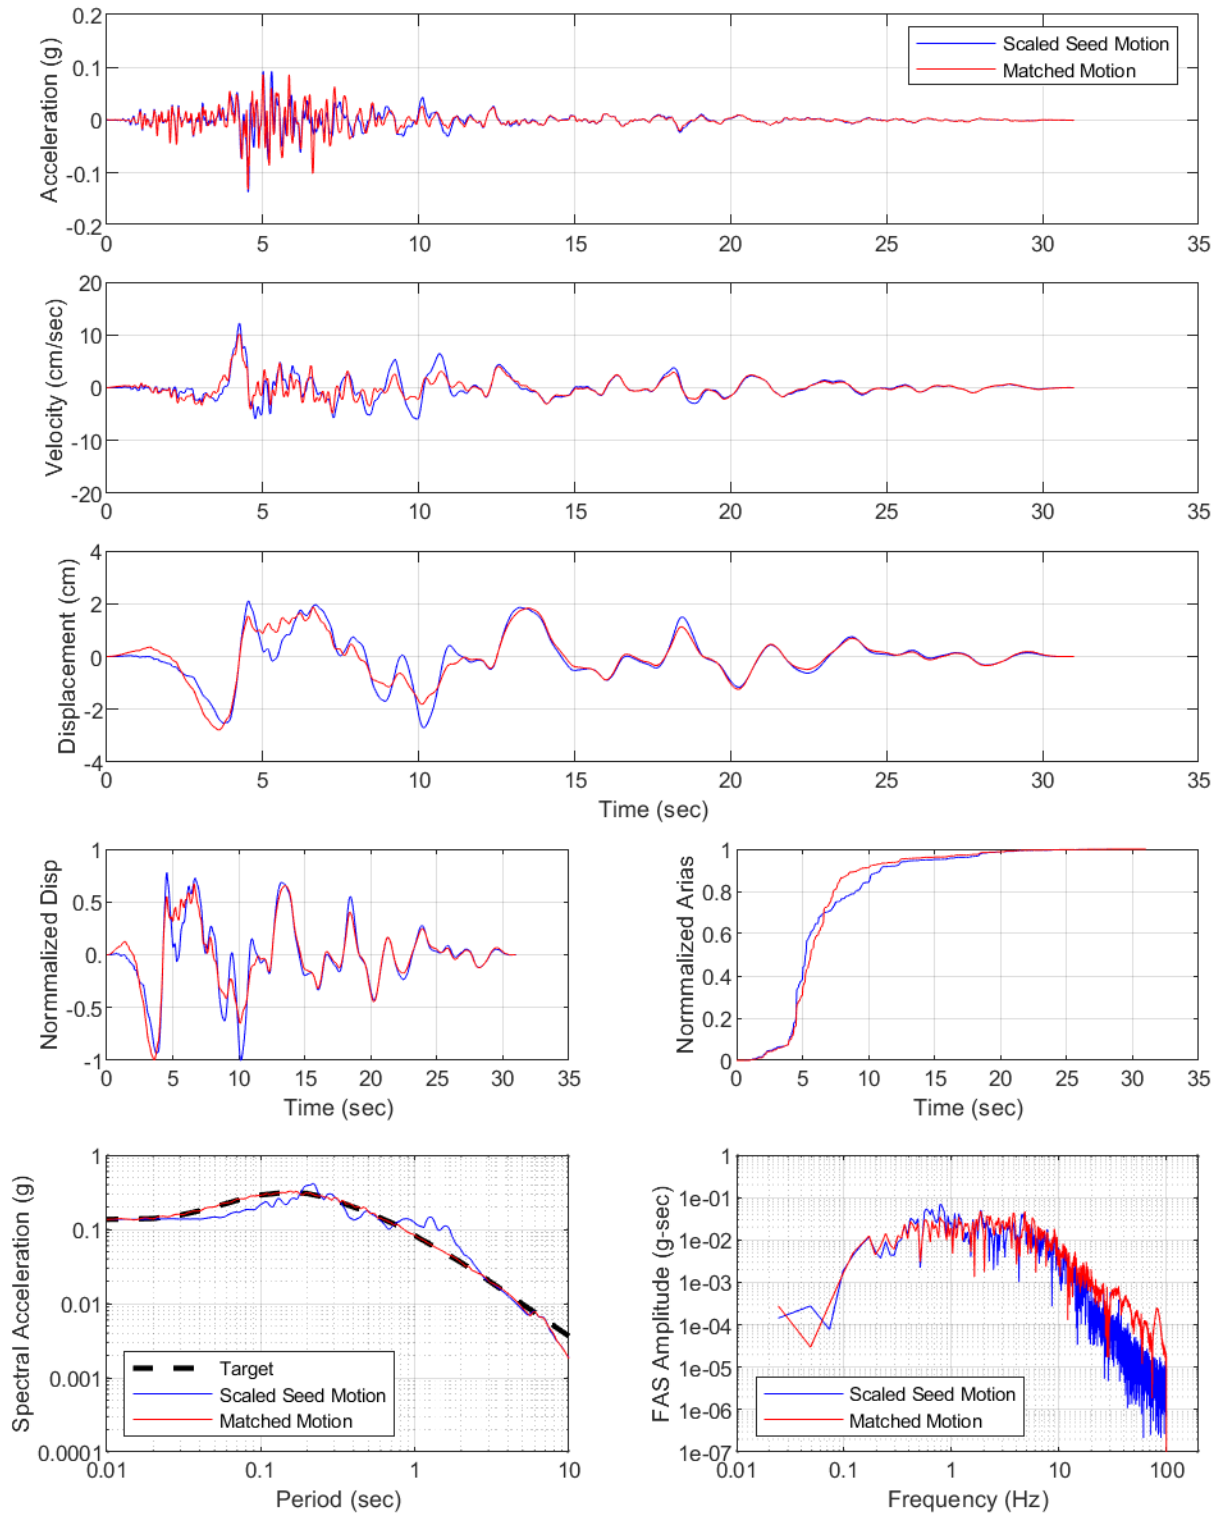 0.2
0.1
0
-0.1
-0.2
Acceleration (g)
Scaled Seed Motion
Matched Motion
0 5 10 15 20 25 30 35
20
10
0
-10
-20
Velocity (cm/sec)
0 5 10 15 20 25 30 35
4
2
0
-2
-4
Displacement (cm)
0 5 10 15 20 25 30 35
Time (sec)
1
0.5
0.
-0.5
-1
Normmalized Disp
0 5 10 15 20 25 30 35
Time (sec)
1
0.8
0.6
0.4
0.2
0
Normmalized Arias
0 5 10 15 20 25 30 35
Time (sec)
1
0.1
0.01
0.001
0.0001
Spectral Acceleration (g)
Target
Scaled Seed Motion
Matched Motion
0.01 0.1 1 10
Period (sec)
1
1e-01
1e-02
1e-03
1e-04
1e-05
1e-06
1e-07
FAS Amplitude (g-sec)
Scaled Seed Motion
Matched Motion
0.01 0.1 1 10 100
Frequency (Hz)